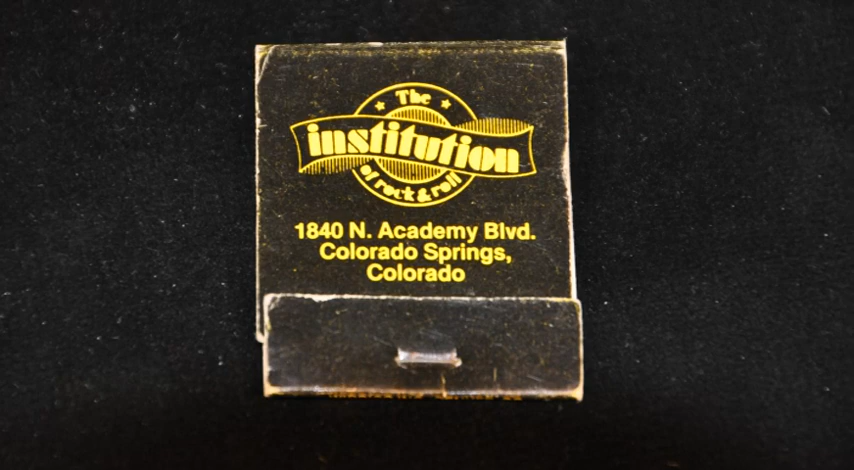 The
institution
of rock & roll
1840 N. Academy Blvd.
Colorado Springs,
Colorado